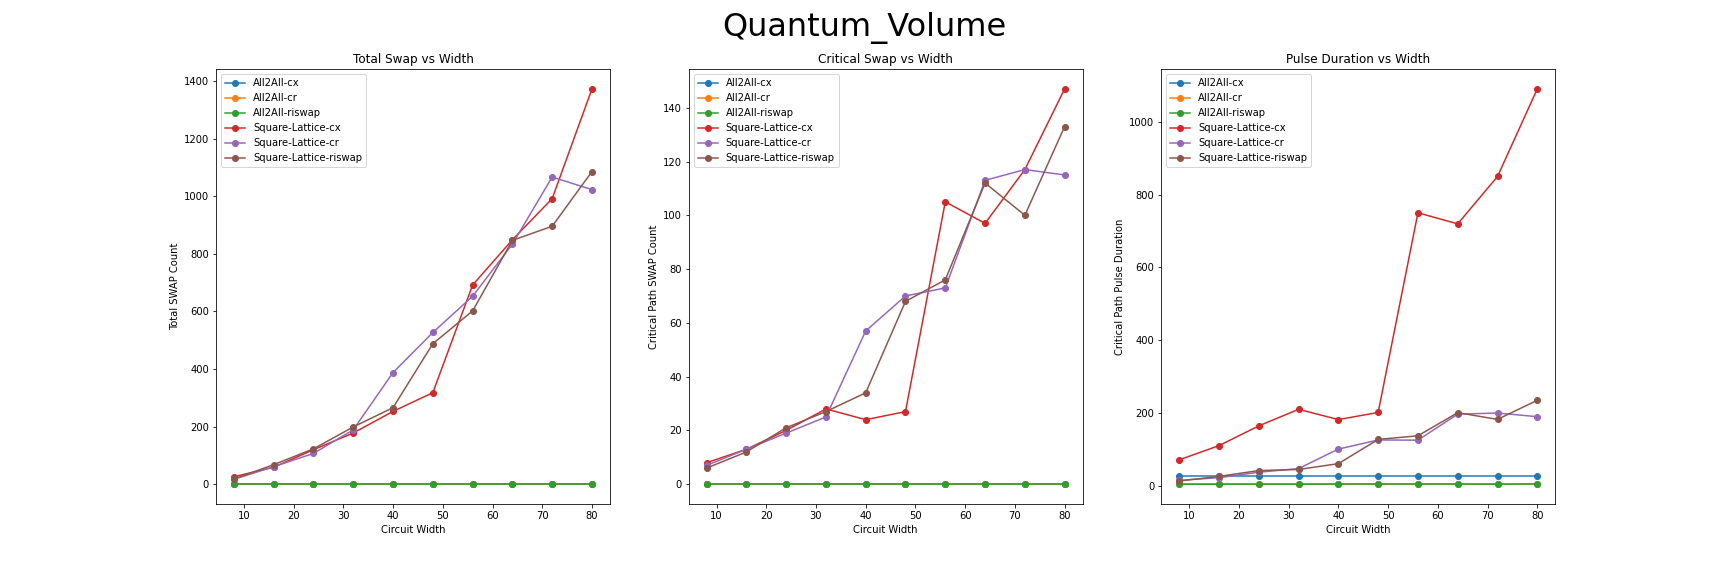 Quantum_Volume
Total Swap vs Width
All2All-cx
All2All-cr
All2All-riswap
Square-Lattice-cx
Square-Lattice-cr
Square-Lattice-riswap
1400
1200
1000
800
600
400
200
0
Total SWAP Count
10 20 30 40 50 60 70 80
Circuit Width
Critical Swap vs Width
All2All-cx
All2All-cr
All2All-riswap
Square-Lattice-cx
Square-Lattice-cr
Square-Lattice-riswap
140
120
100
80
60
40
20
0
Critical Path SWAP Count
10 20 30 40 50 60 70 80
Circuit Width
Pulse Duration vs Width
All2All-cx
All2All-cr
All2All-riswap
Square-Lattice-cx
Square-Lattice-cr
Square-Lattice-riswap
1000
800
600
400
200
0
Critical Path Pulse Duration
10 20 30 40 50 60 70 80
Circuit Width